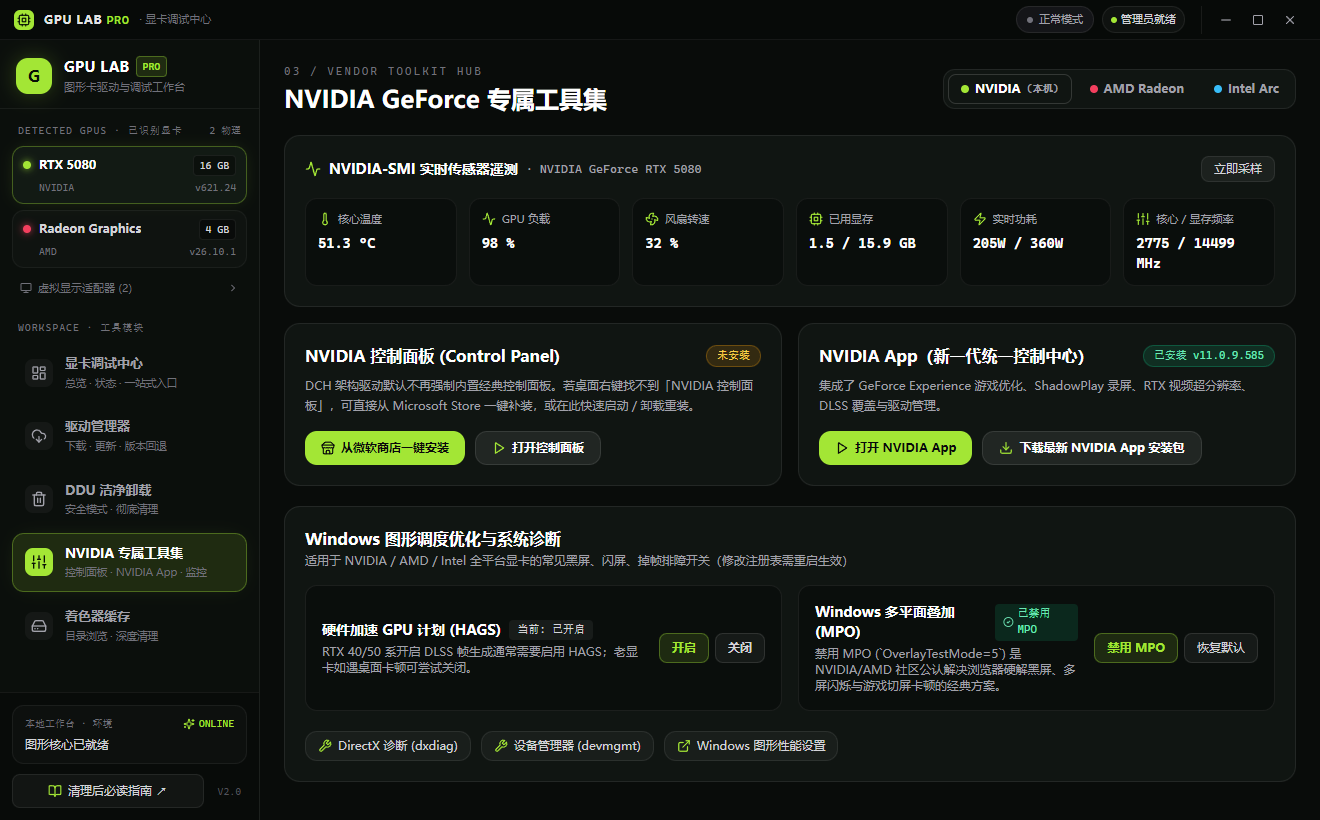 GPU LAB PRO · 显卡调试中心
正常模式
管理员就绪
G
GPU LAB PRO
图形卡驱动与调试工作台
DETECTED GPUS · 已识别显卡 2 物理
RTX 5080 16 GB
NVIDIA v621.24
Radeon Graphics 4 GB
AMD v26.10.1
虚拟显示适配器 (2)
WORKSPACE · 工具模块
显卡调试中心
总览 · 状态 · 一站式入口
驱动管理器
下载 · 更新 · 版本回退
DDU 洁净卸载
安全模式 · 彻底清理
NVIDIA 专属工具集
控制面板 · NVIDIA App · 监控
着色器缓存
目录浏览 · 深度清理
本地工作台 · 环境 ONLINE
图形核心已就绪
清理后必读指南 ↗ V2.0
03 / VENDOR TOOLKIT HUB
NVIDIA GeForce 专属工具集
NVIDIA（本机） AMD Radeon Intel Arc
NVIDIA-SMI 实时传感器遥测 · NVIDIA GeForce RTX 5080
立即采样
核心温度
51.3 °C
GPU 负载
98 %
风扇转速
32 %
已用显存
1.5 / 15.9 GB
实时功耗
205W / 360W
核心 / 显存频率
2775 / 14499
MHz
NVIDIA 控制面板 (Control Panel) 未安装
DCH 架构驱动默认不再强制内置经典控制面板。若桌面右键找不到「NVIDIA 控制面
板」，可直接从 Microsoft Store 一键补装，或在此快速启动 / 卸载重装。
从微软商店一键安装 打开控制面板
NVIDIA App（新一代统一控制中心） 已安装 v11.0.9.585
集成了 GeForce Experience 游戏优化、ShadowPlay 录屏、RTX 视频超分辨率、
DLSS 覆盖与驱动管理。
打开 NVIDIA App 下载最新 NVIDIA App 安装包
Windows 图形调度优化与系统诊断
适用于 NVIDIA / AMD / Intel 全平台显卡的常见黑屏、闪屏、掉帧排障开关（修改注册表需重启生效）
硬件加速 GPU 计划 (HAGS) 当前: 已开启
RTX 40/50 系开启 DLSS 帧生成通常需要启用 HAGS；老显
卡如遇桌面卡顿可尝试关闭。
开启 关闭
Windows 多平面叠加
(MPO)
已禁用
MPO
禁用 MPO (`OverlayTestMode=5`) 是
NVIDIA/AMD 社区公认解决浏览器硬解黑屏、多
屏闪烁与游戏切屏卡顿的经典方案。
禁用 MPO 恢复默认
DirectX 诊断 (dxdiag) 设备管理器 (devmgmt) Windows 图形性能设置